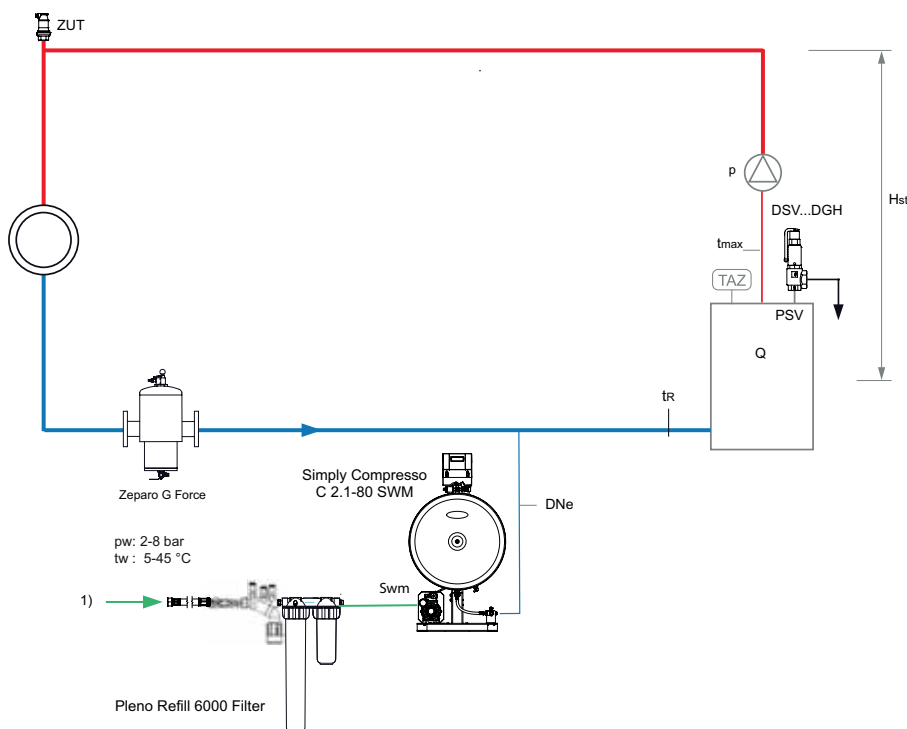 ZUT
p
Hst
DSV...DGH
tmax
TAZ
PSV
Q
tR
Zeparo G Force
Simply Compresso
C 2.1-80 SWM
DNe
pw: 2-8 bar
tw : 5-45 °C
Swm
1)
Pleno Refill 6000 Filter